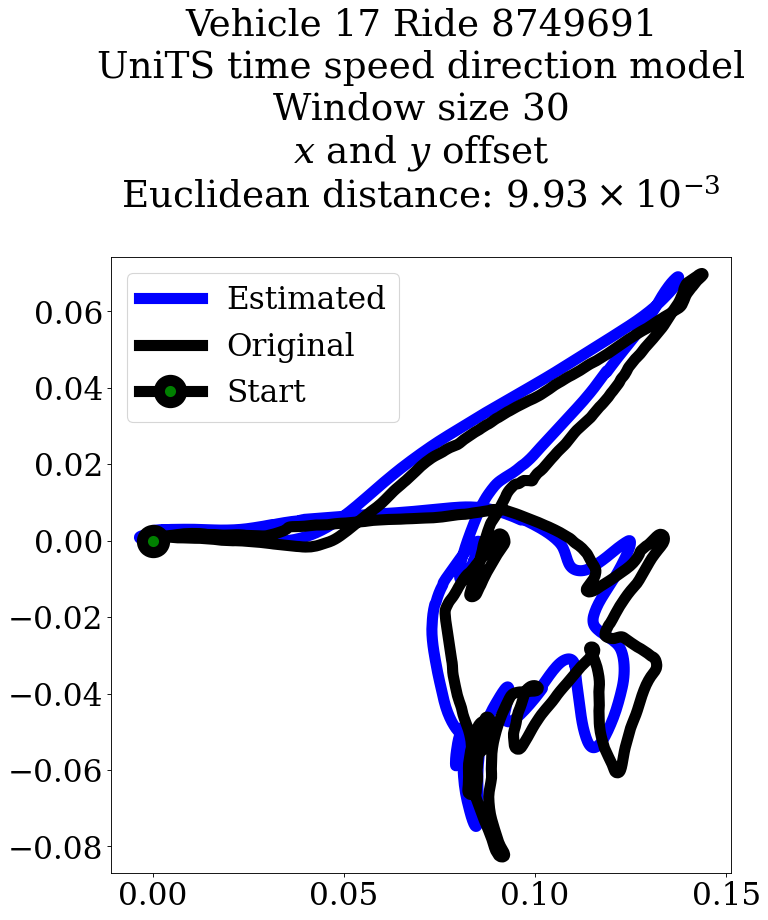 Vehicle 17 Ride 8749691
UniTS time speed direction model
Window size 30
x and y offset
Euclidean distance: 9.93 × 10⁻³
Estimated
Original
Start
0.06
0.04
0.02
0.00
−0.02
−0.04
−0.06
−0.08
0.00 0.05 0.10 0.15